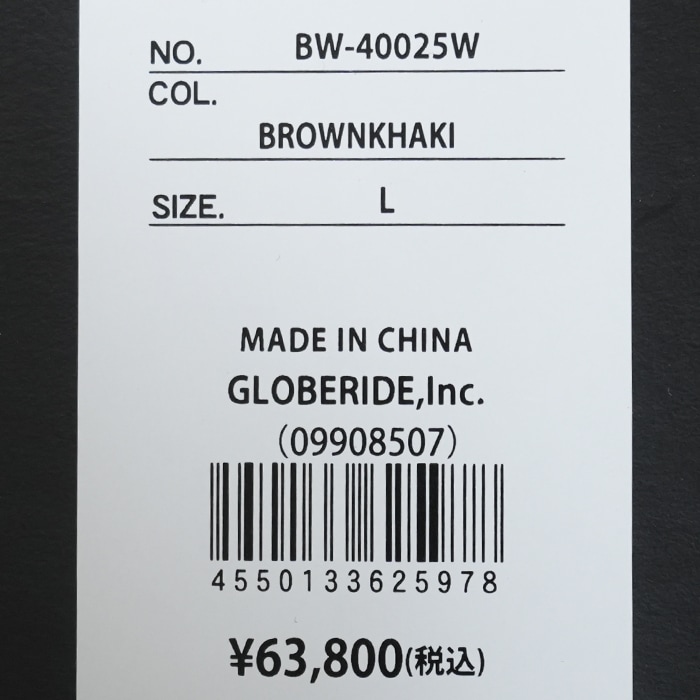 NO. BW-40025W
COL.
BROWNKHAKI
SIZE. L
MADE IN CHINA
GLOBERIDE,Inc.
(09908507)
4550133625978
¥63,800(税込)